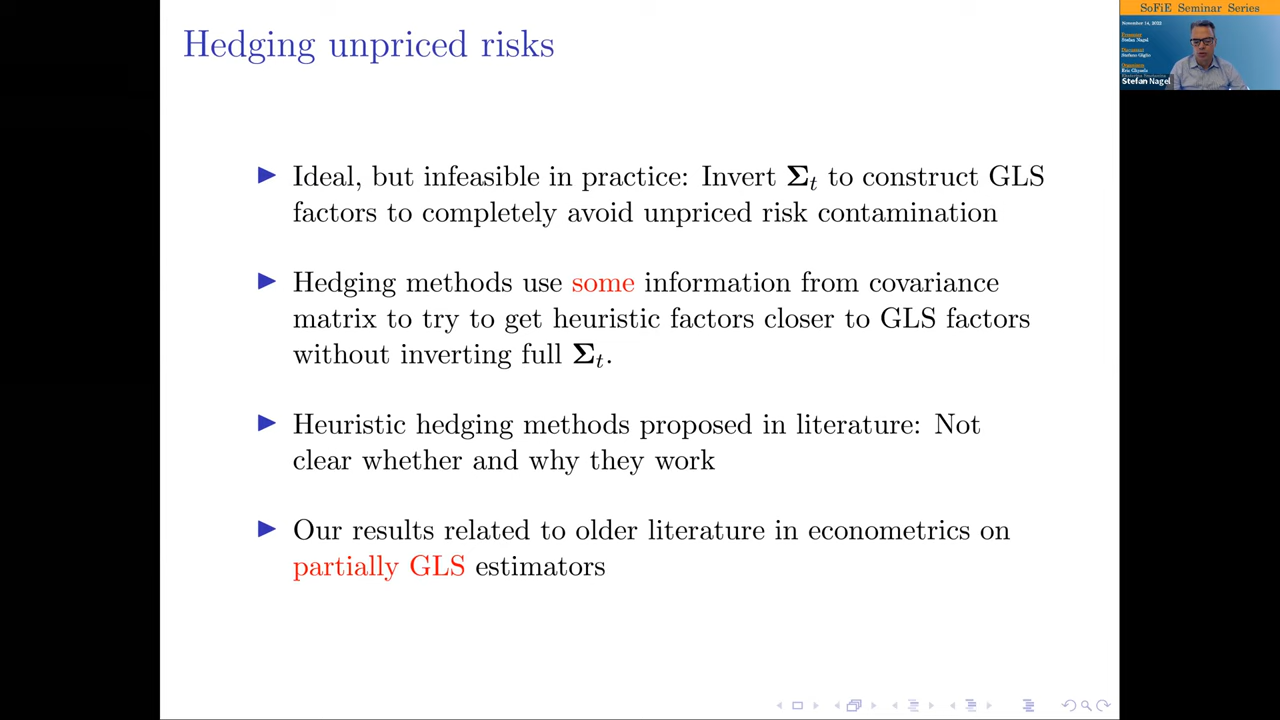 Hedging unpriced risks
Ideal, but infeasible in practice: Invert Σt to construct GLS
factors to completely avoid unpriced risk contamination
Hedging methods use some information from covariance
matrix to try to get heuristic factors closer to GLS factors
without inverting full Σt.
Heuristic hedging methods proposed in literature: Not
clear whether and why they work
Our results related to older literature in econometrics on
partially GLS estimators
SoFiE Seminar Series
November 14, 2022
Presenter
Stefan Nagel
Discussant
Stefano Giglio
Organizers
Eric Ghysels
Stefan Nagel